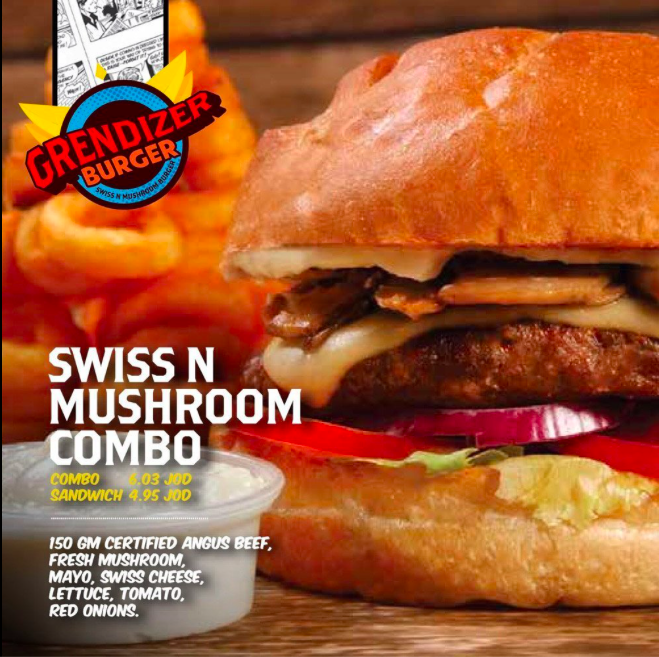 GRENDIZER
BURGER
SWISS N MUSHROOM BURGER
SWISS N
MUSHROOM
COMBO
COMBO 6.03 JOD
SANDWICH 4.95 JOD
150 GM CERTIFIED ANGUS BEEF,
FRESH MUSHROOM,
MAYO, SWISS CHEESE,
LETTUCE, TOMATO,
RED ONIONS.